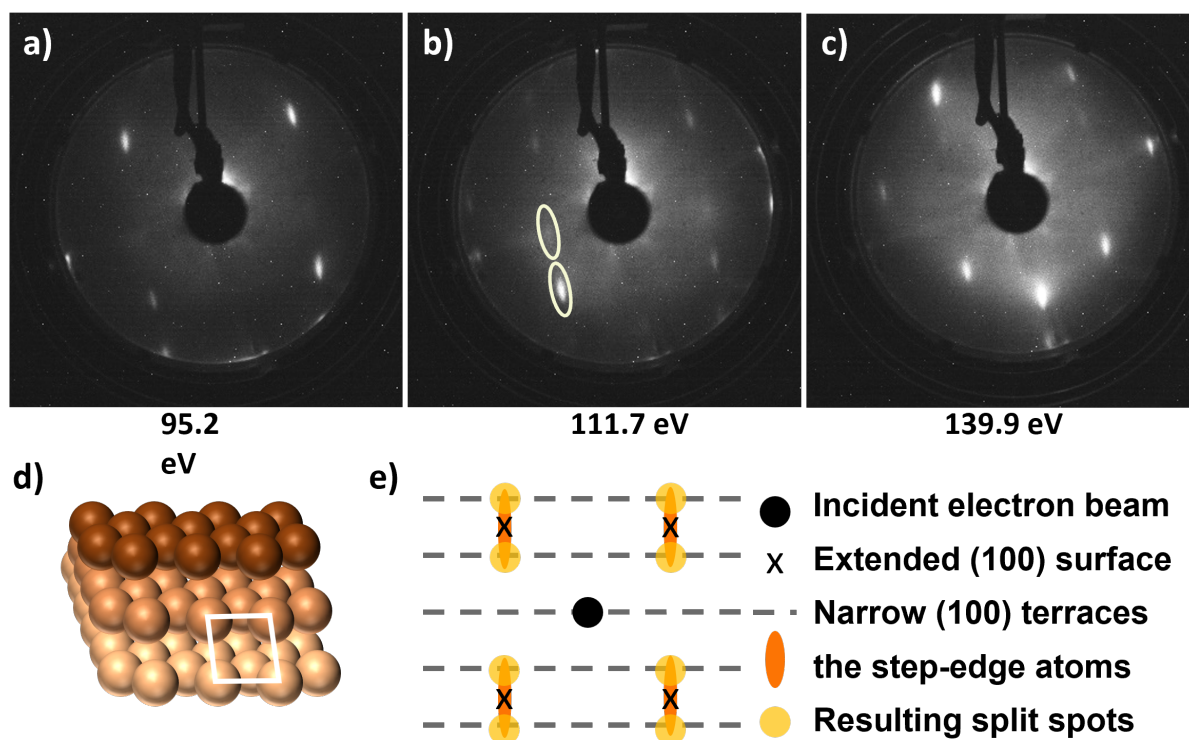 a)
b)
c)
95.2
eV
111.7 eV
139.9 eV
d)
e)
x
x
x
x
Incident electron beam
x Extended (100) surface
Narrow (100) terraces
the step-edge atoms
Resulting split spots